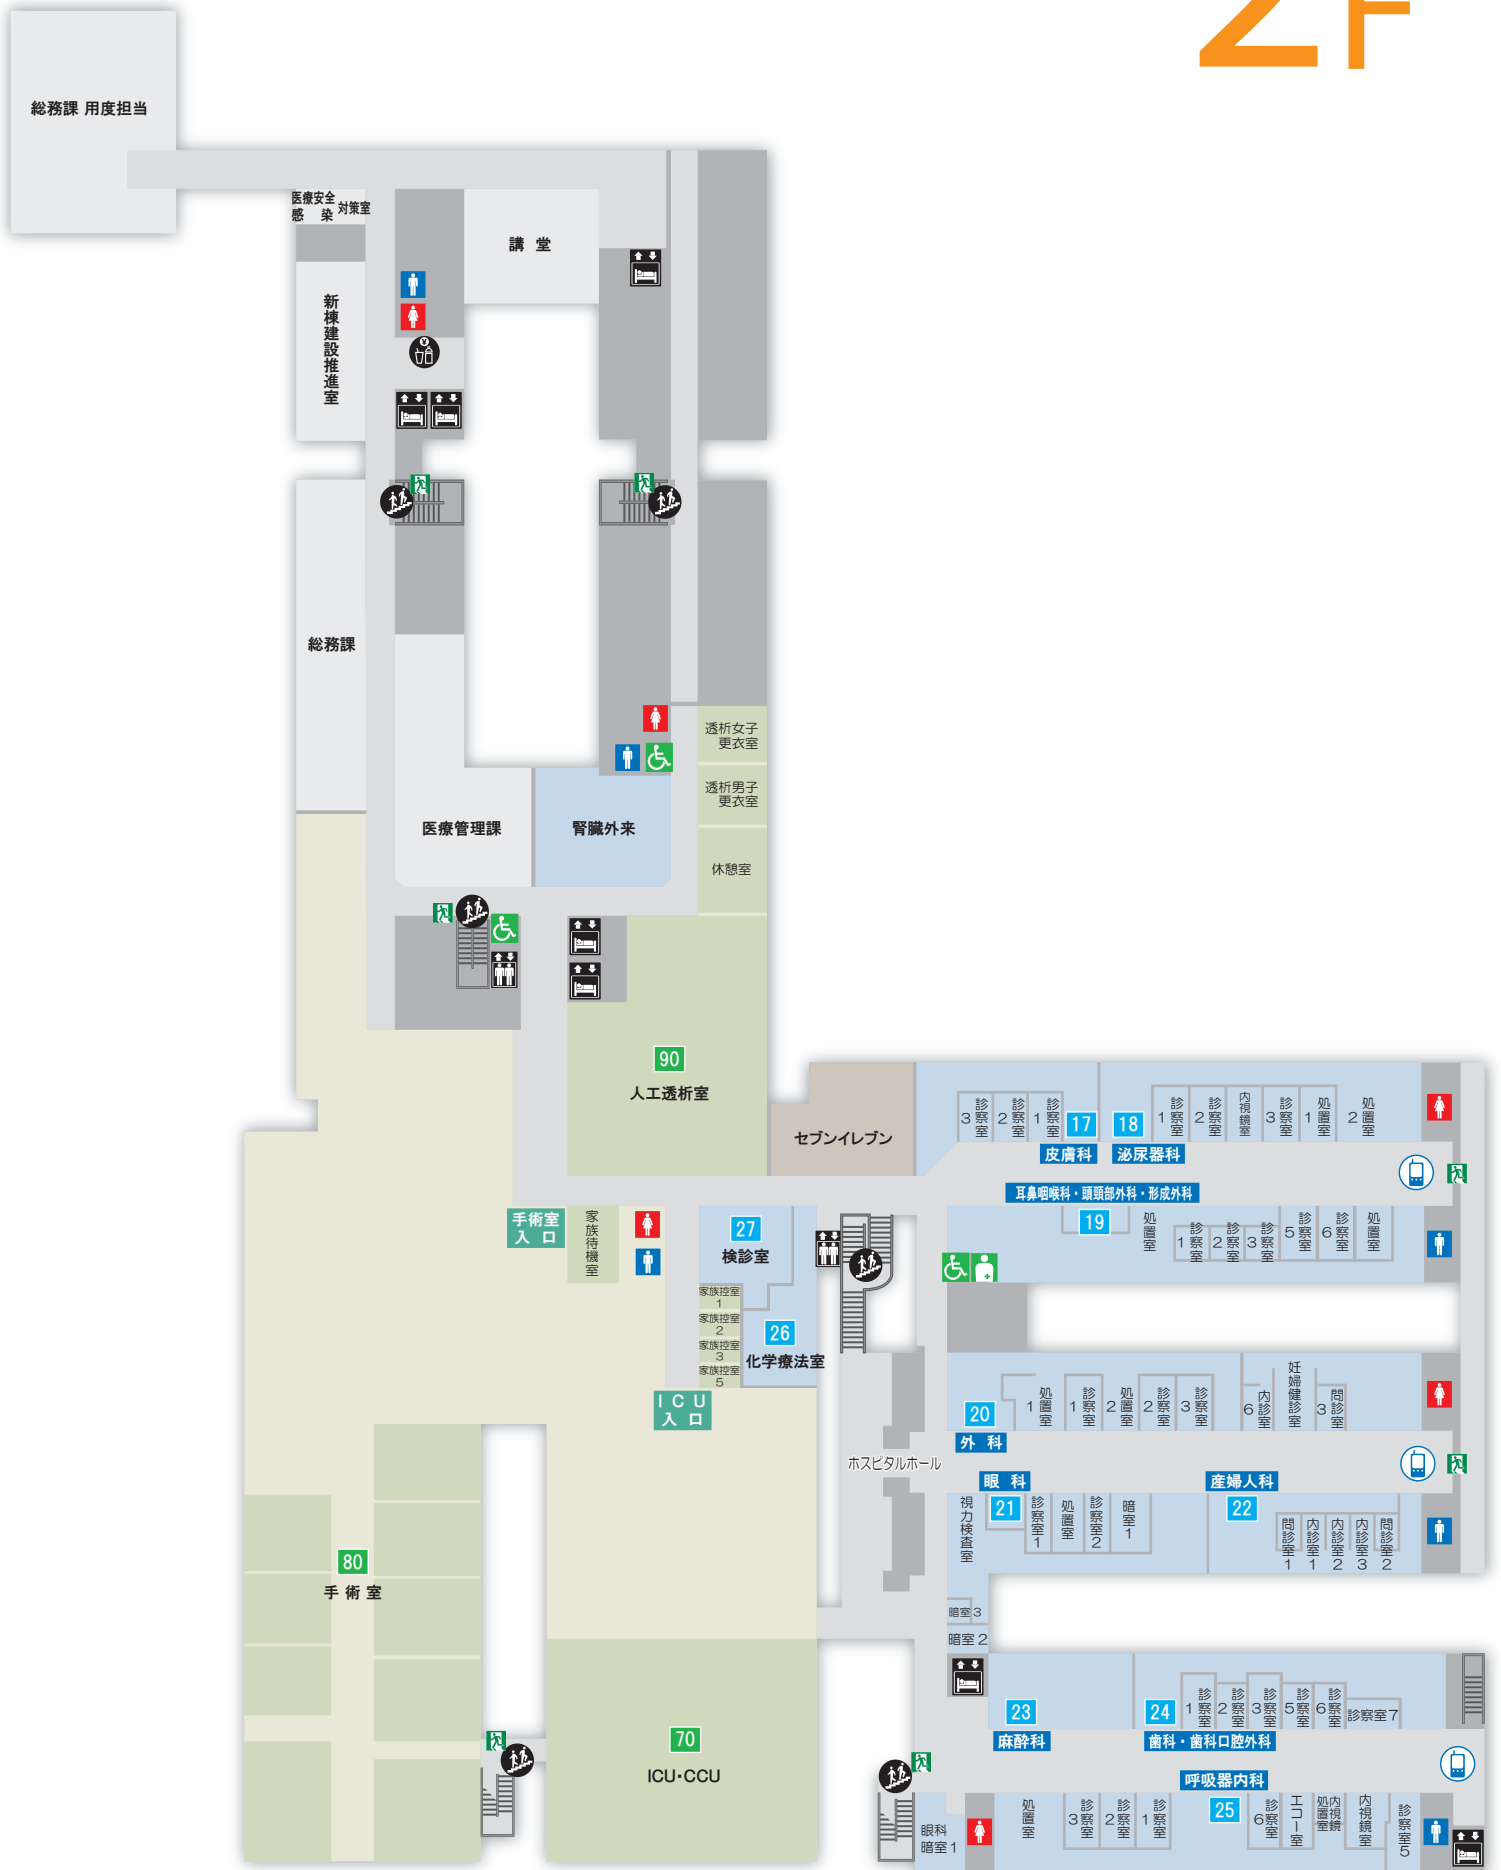 2F
総務課 用度担当
医療安全
感 染
対策室
講 堂
新棟建設推進室
総務課
透析女子
更衣室
透析男子
更衣室
医療管理課
腎臓外来
休憩室
90
人工透析室
セブンイレブン
診察室3
診察室2
診察室1
17
18
診察室1
診察室2
内視鏡室
診察室3
処置室1
処置室2
皮膚科
泌尿器科
耳鼻咽喉科・頭頸部外科・形成外科
19
処置室
診察室1
診察室2
診察室3
診察室5
診察室6
処置室
手術室
入 口
家族待機室
27
検診室
家族控室
1
家族控室
2
家族控室
3
家族控室
5
26
化学療法室
ICU
入 口
20
外 科
処置室1
診察室1
処置室2
診察室2
診察室3
内診室6
妊婦健診室
問診室3
ホスピタルホール
眼 科
産婦人科
視力検査室
21
診察室1
処置室
診察室2
暗室1
22
問診室1
内診室1
内診室2
内診室3
問診室2
80
手 術 室
暗室3
暗室2
23
麻酔科
24
診察室1
診察室2
診察室3
診察室5
診察室6
診察室7
歯科・歯科口腔外科
70
ICU・CCU
呼吸器内科
眼科
暗室1
処置室
診察室3
診察室2
診察室1
25
診察室6
エコー室
内視鏡
処置室
内視鏡室
診察室5